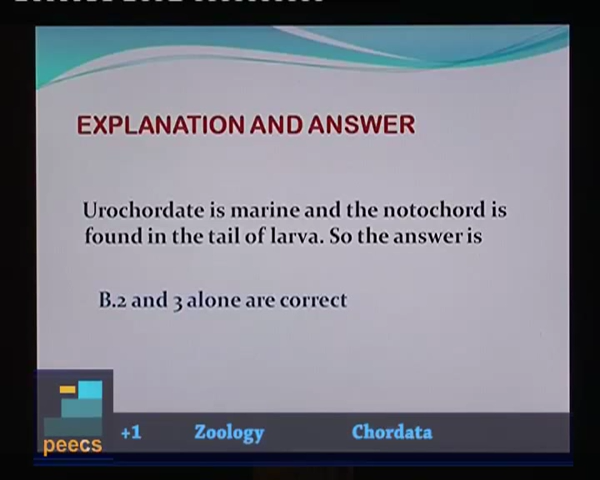 EXPLANATION AND ANSWER
Urochordate is marine and the notochord is
found in the tail of larva. So the answer is
B.2 and 3 alone are correct
peecs
+1 Zoology Chordata